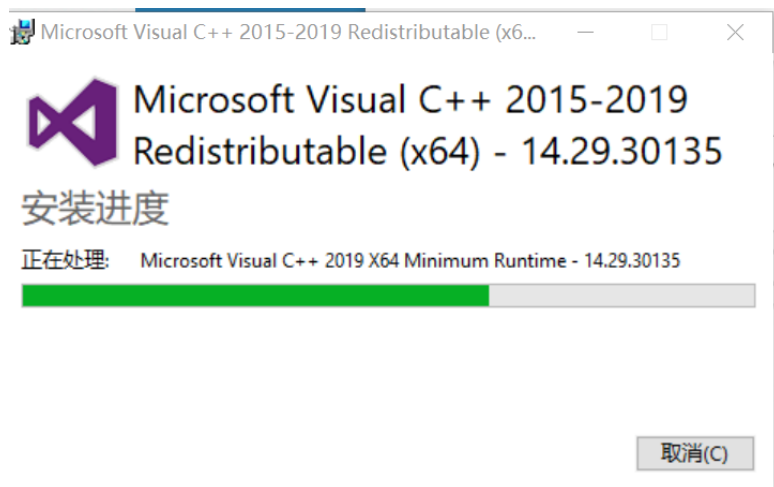 Microsoft Visual C++ 2015-2019 Redistributable (x6...
Microsoft Visual C++ 2015-2019
Redistributable (x64) - 14.29.30135
安装进度
正在处理: Microsoft Visual C++ 2019 X64 Minimum Runtime - 14.29.30135
取消(C)